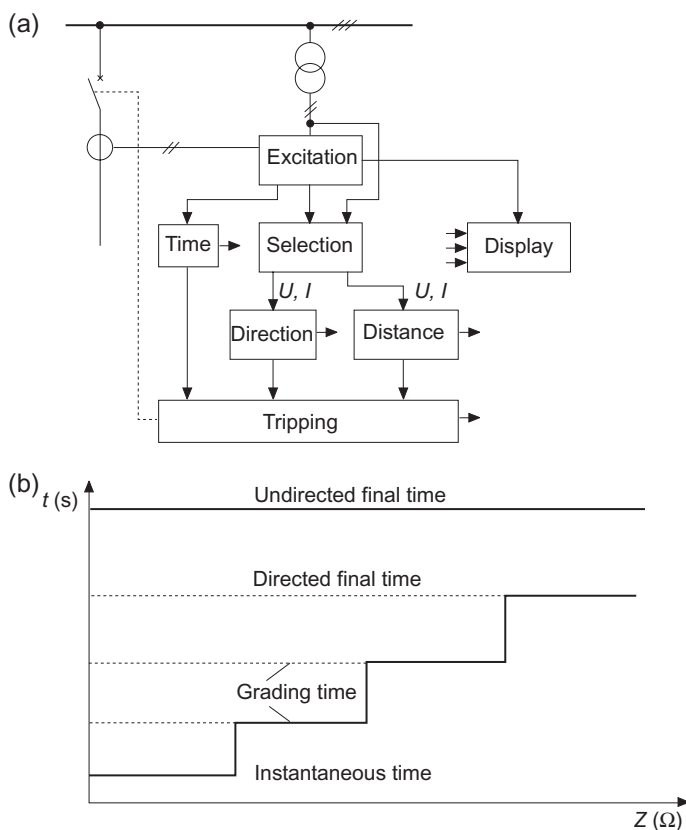 (a)
Excitation
Time
Selection
Display
U, I
U, I
Direction
Distance
Tripping
(b)
t (s)
Undirected final time
Directed final time
Grading time
Instantaneous time
Z (Ω)